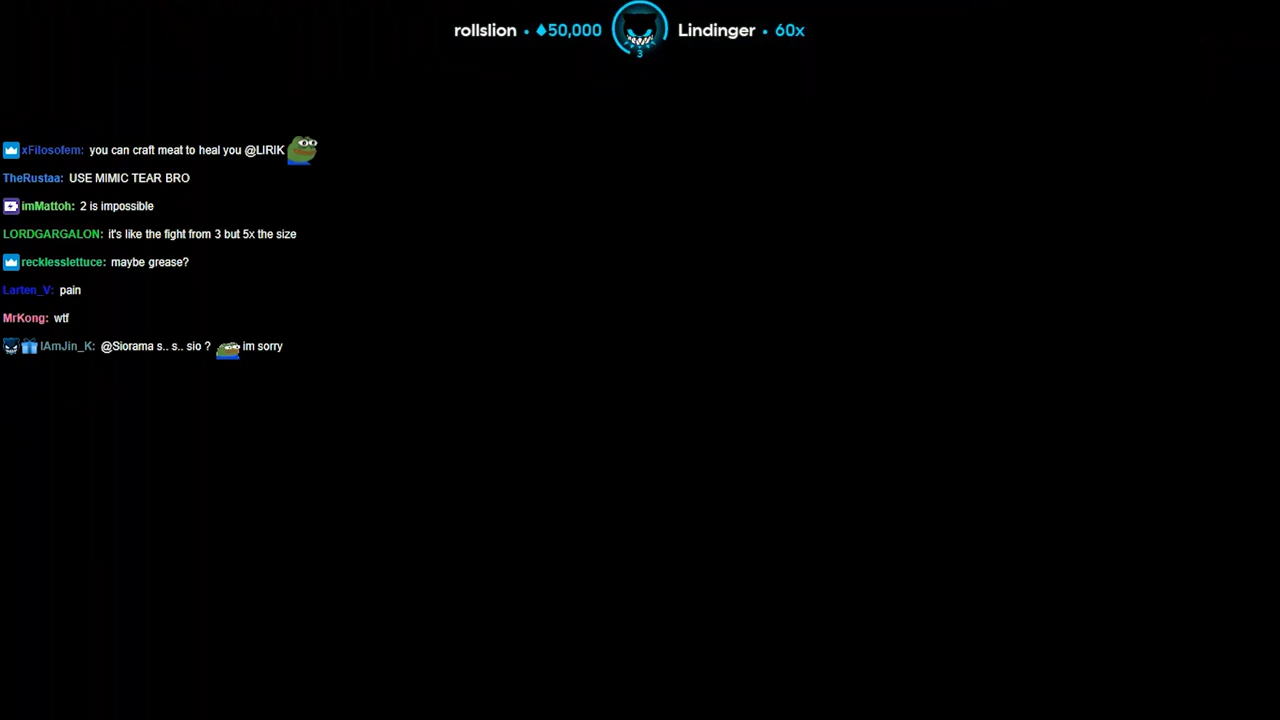 rollslion • 50,000 Lindinger • 60x
3
xFilosofem: you can craft meat to heal you @LIRIK
TheRustaa: USE MIMIC TEAR BRO
imMattoh: 2 is impossible
LORDGARGALON: it's like the fight from 3 but 5x the size
recklesslettuce: maybe grease?
Larten_V: pain
MrKong: wtf
IAmJin_K: @Siorama s.. s.. sio ? im sorry